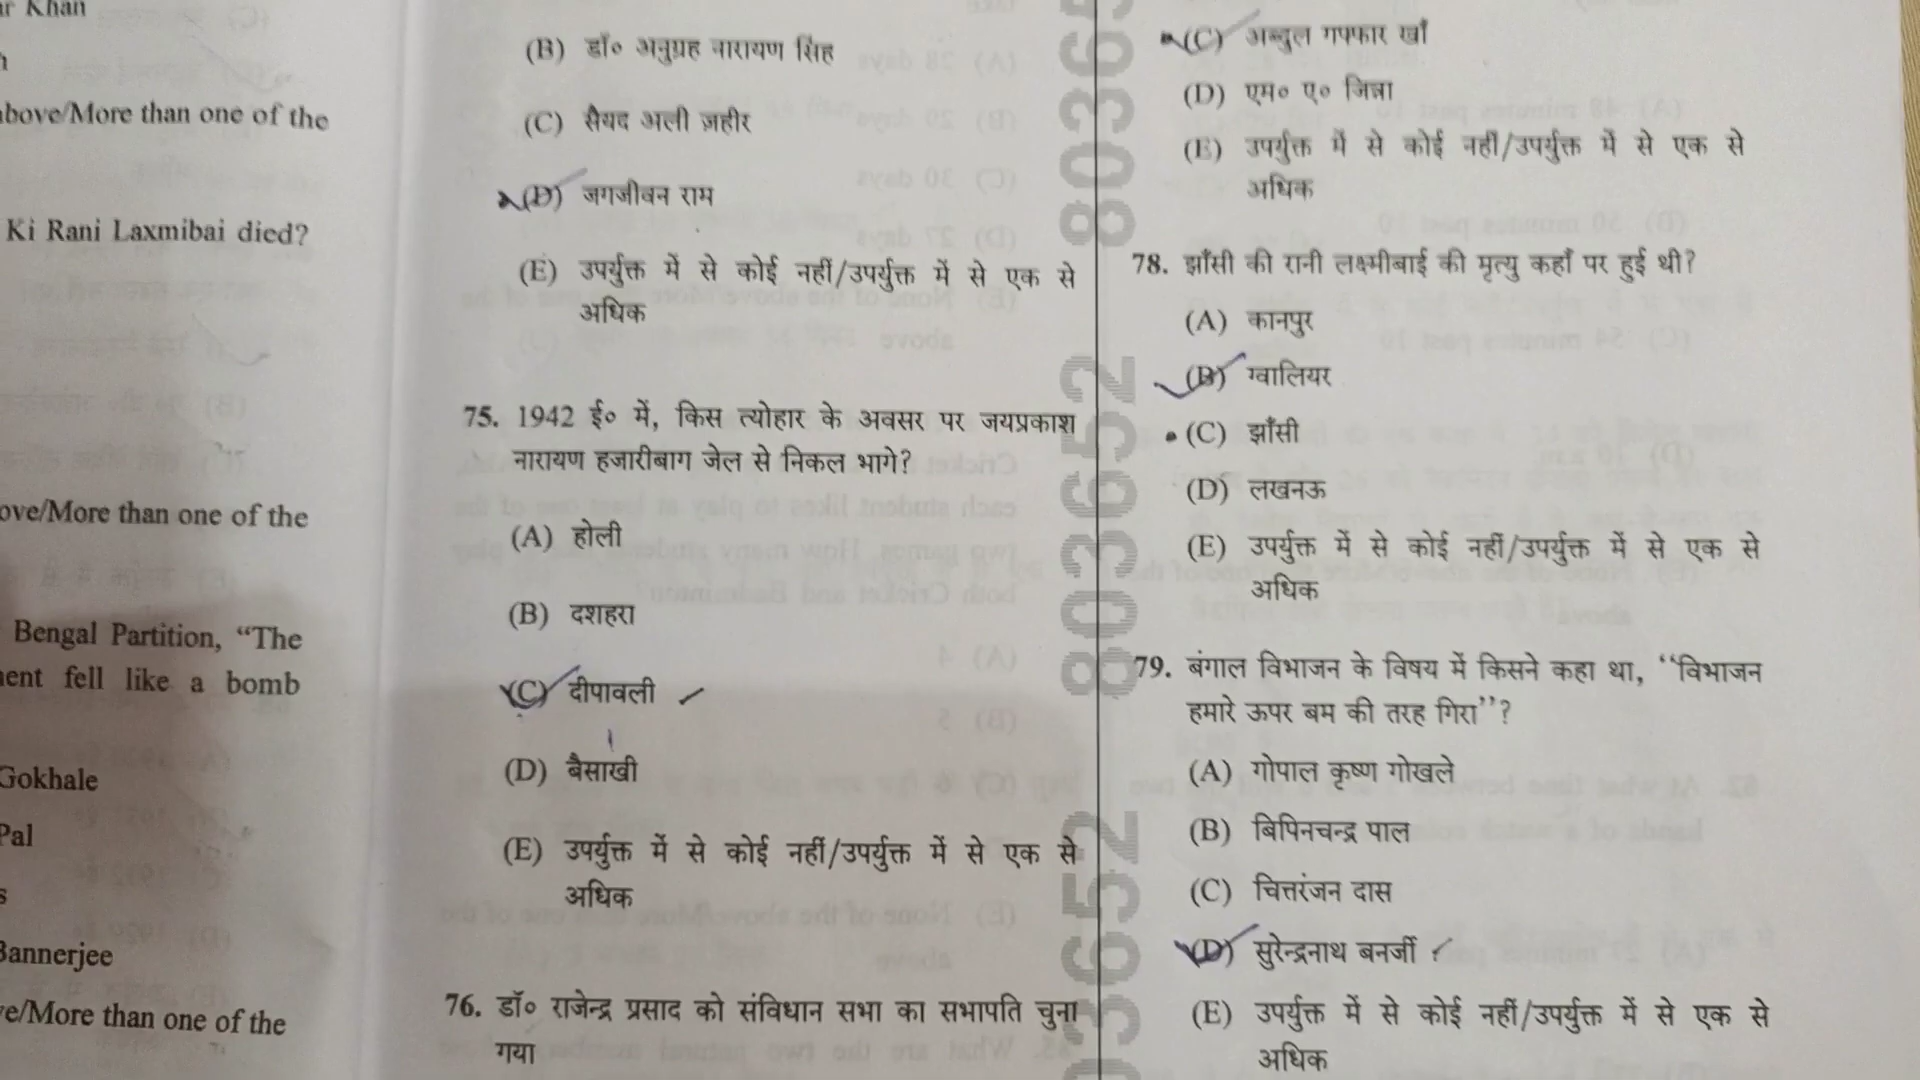 Khan
above/More than one of the
Ki Rani Laxmibai died?
ove/More than one of the
Bengal Partition, “The
ent fell like a bomb
Gokhale
Pal
s
Bannerjee
re/More than one of the
(B) डॉ० अनुग्रह नारायण सिंह
(C) सैयद अली ज़हीर
(D) जगजीवन राम
(E) उपर्युक्त में से कोई नहीं/उपर्युक्त में से एक से
अधिक
75. 1942 ई० में, किस त्योहार के अवसर पर जयप्रकाश
नारायण हजारीबाग जेल से निकल भागे?
(A) होली
(B) दशहरा
(C) दीपावली
(D) बैसाखी
(E) उपर्युक्त में से कोई नहीं/उपर्युक्त में से एक से
अधिक
76. डॉ० राजेन्द्र प्रसाद को संविधान सभा का सभापति चुना
गया
(C) अब्दुल गफ्फार खाँ
(D) एम० ए० जिन्ना
(E) उपर्युक्त में से कोई नहीं/उपर्युक्त में से एक से
अधिक
78. झाँसी की रानी लक्ष्मीबाई की मृत्यु कहाँ पर हुई थी?
(A) कानपुर
(B) ग्वालियर
(C) झाँसी
(D) लखनऊ
(E) उपर्युक्त में से कोई नहीं/उपर्युक्त में से एक से
अधिक
79. बंगाल विभाजन के विषय में किसने कहा था, “विभाजन
हमारे ऊपर बम की तरह गिरा”?
(A) गोपाल कृष्ण गोखले
(B) बिपिनचन्द्र पाल
(C) चित्तरंजन दास
(D) सुरेन्द्रनाथ बनर्जी
(E) उपर्युक्त में से कोई नहीं/उपर्युक्त में से एक से
अधिक